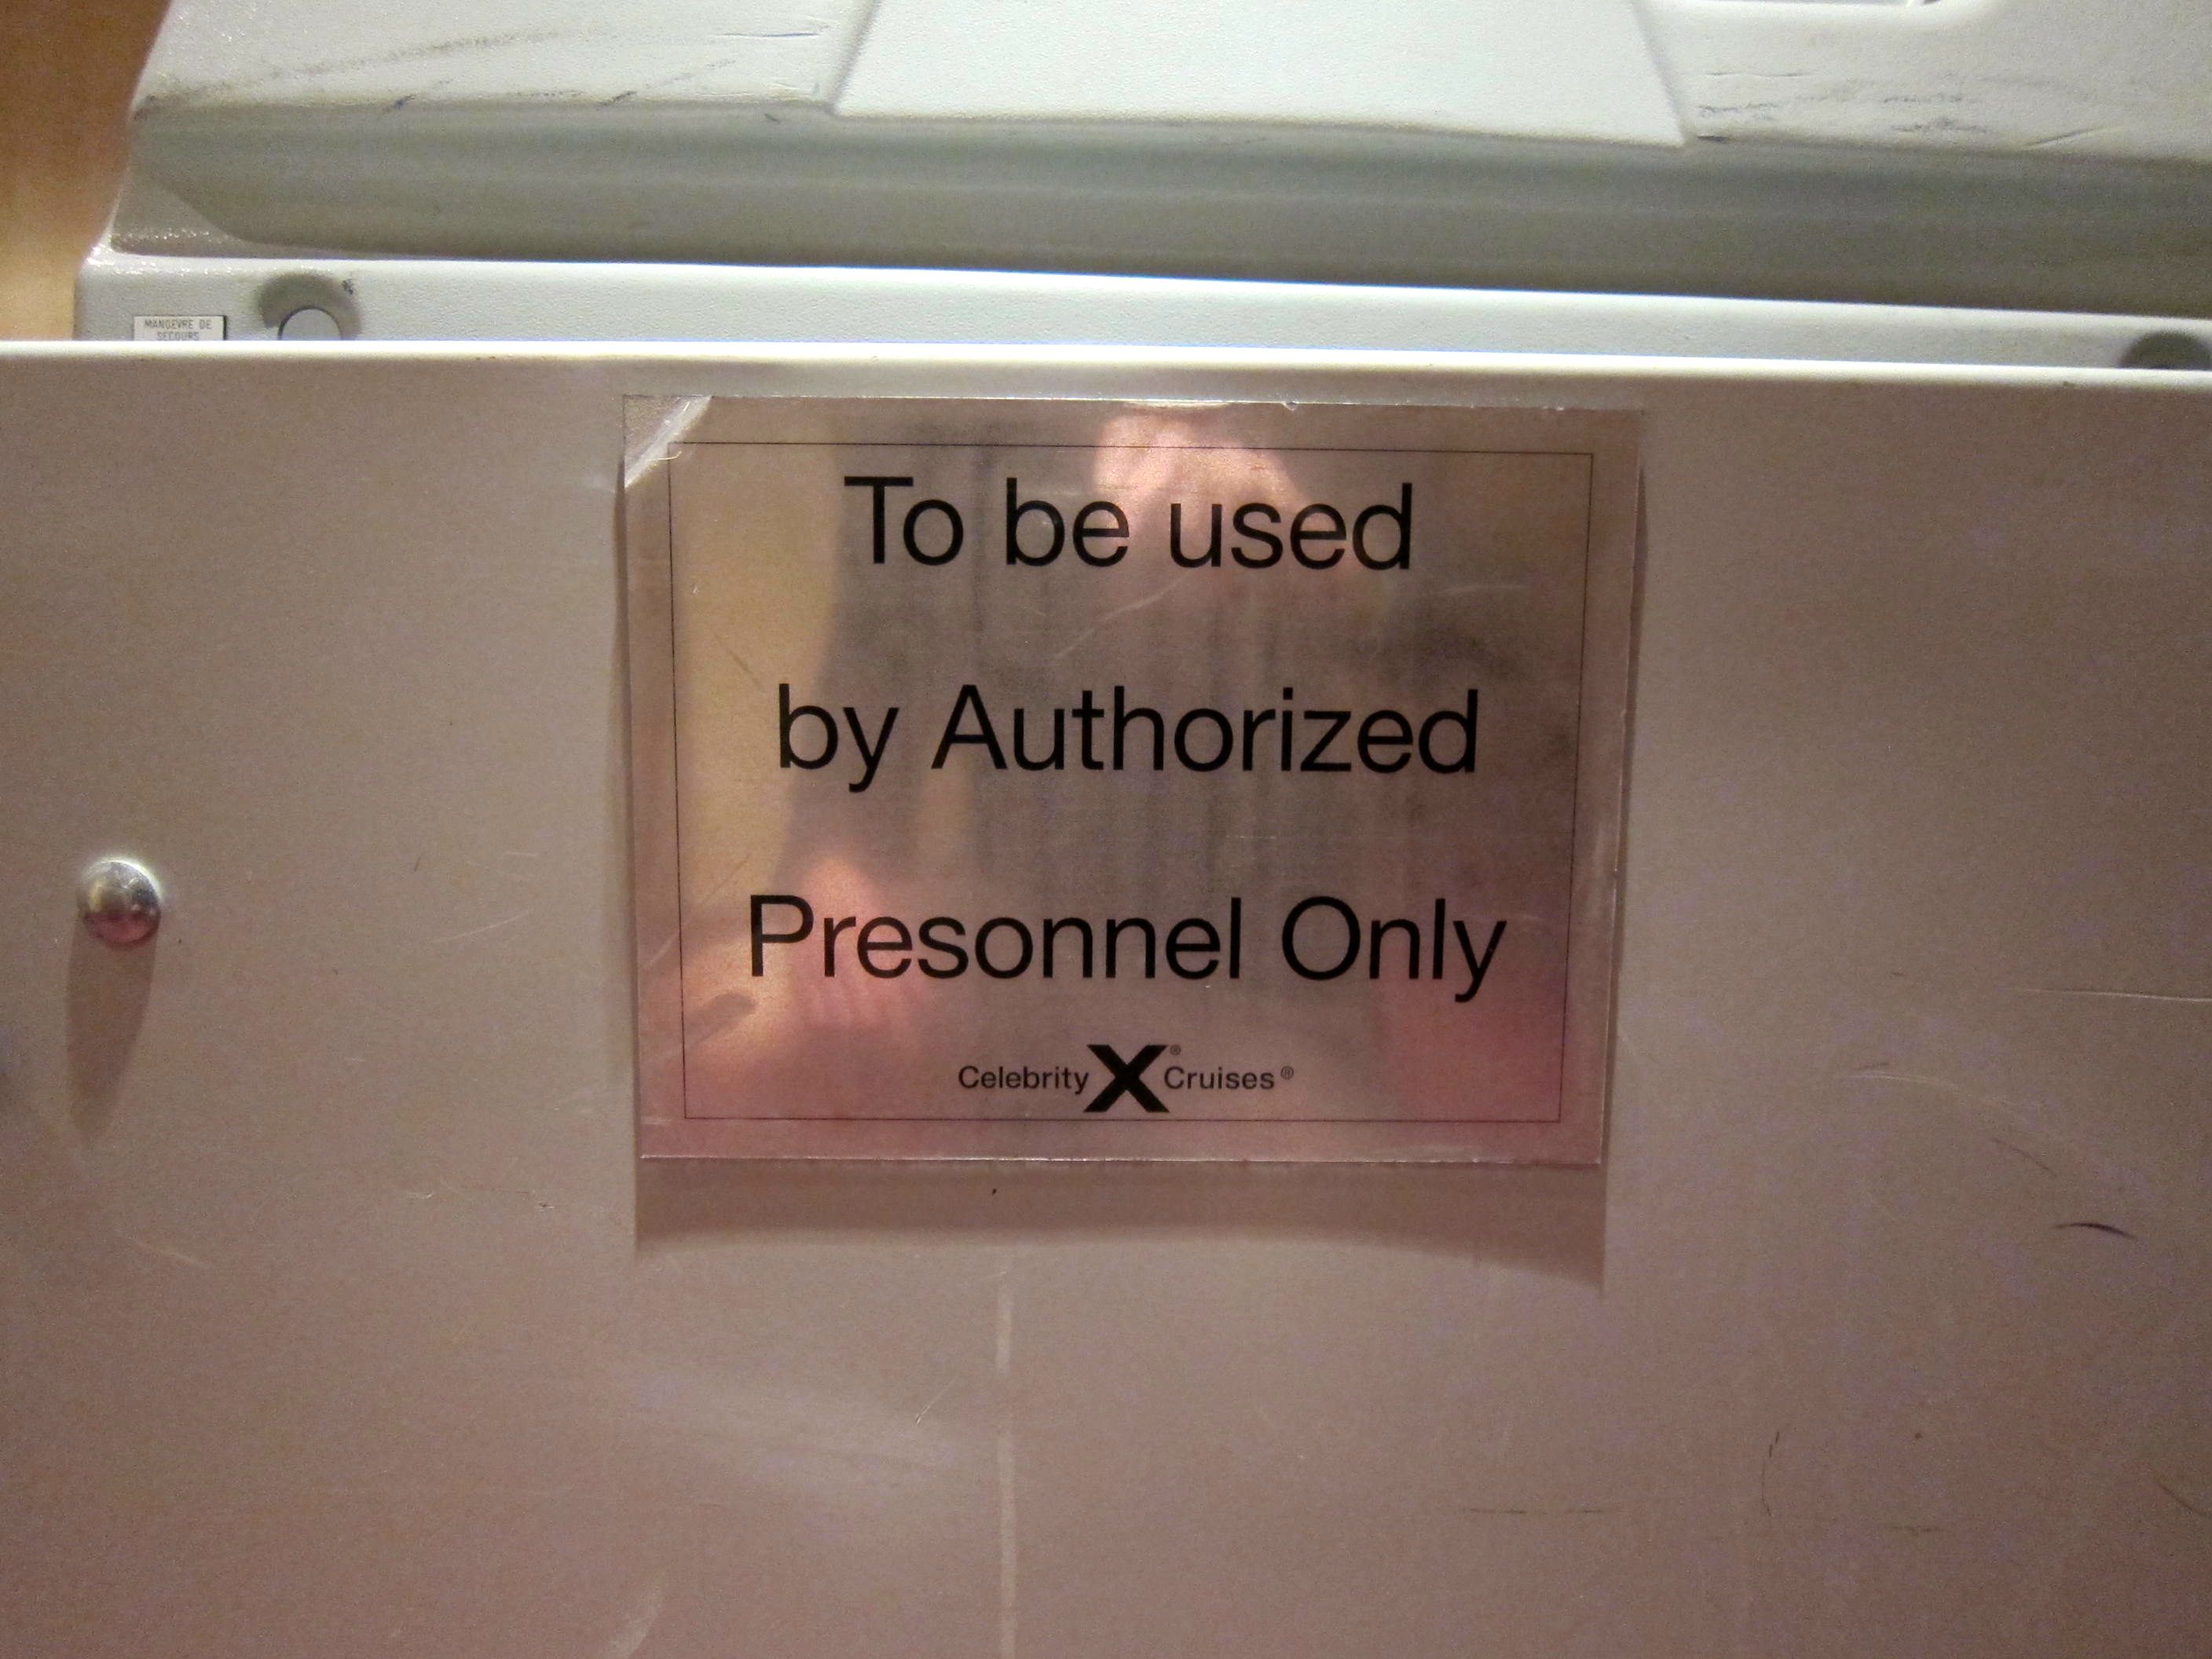 MANOEVRE DE
SECOURS
To be used
by Authorized
Presonnel Only
Celebrity X® Cruises®